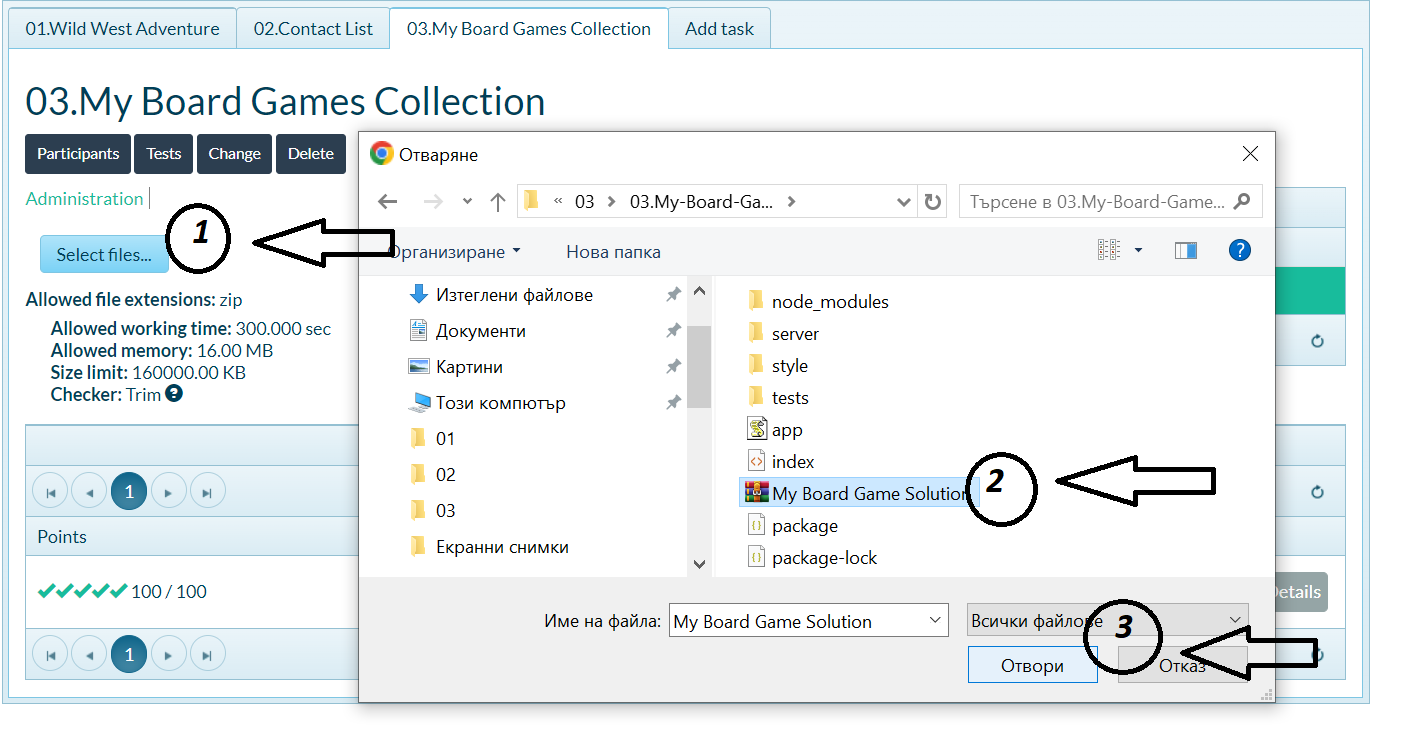 01.Wild West Adventure 02.Contact List 03.My Board Games Collection Add task
03.My Board Games Collection
Participants Tests Change Delete
Administration
1
Select files...
Allowed file extensions: zip
Allowed working time: 300.000 sec
Allowed memory: 16.00 MB
Size limit: 160000.00 KB
Checker: Trim ?
1
Points
100 / 100
1
Details
Отваряне
« 03 > 03.My-Board-Ga... >
Търсене в 03.My-Board-Game...
Организиране Нова папка ?
Изтеглени файлове
Документи
Картини
Този компютър
01
02
03
Екранни снимки
node_modules
server
style
tests
app
index
My Board Game Solution
2
package
package-lock
Име на файла: My Board Game Solution Всички файлове
3
Отвори Отказ